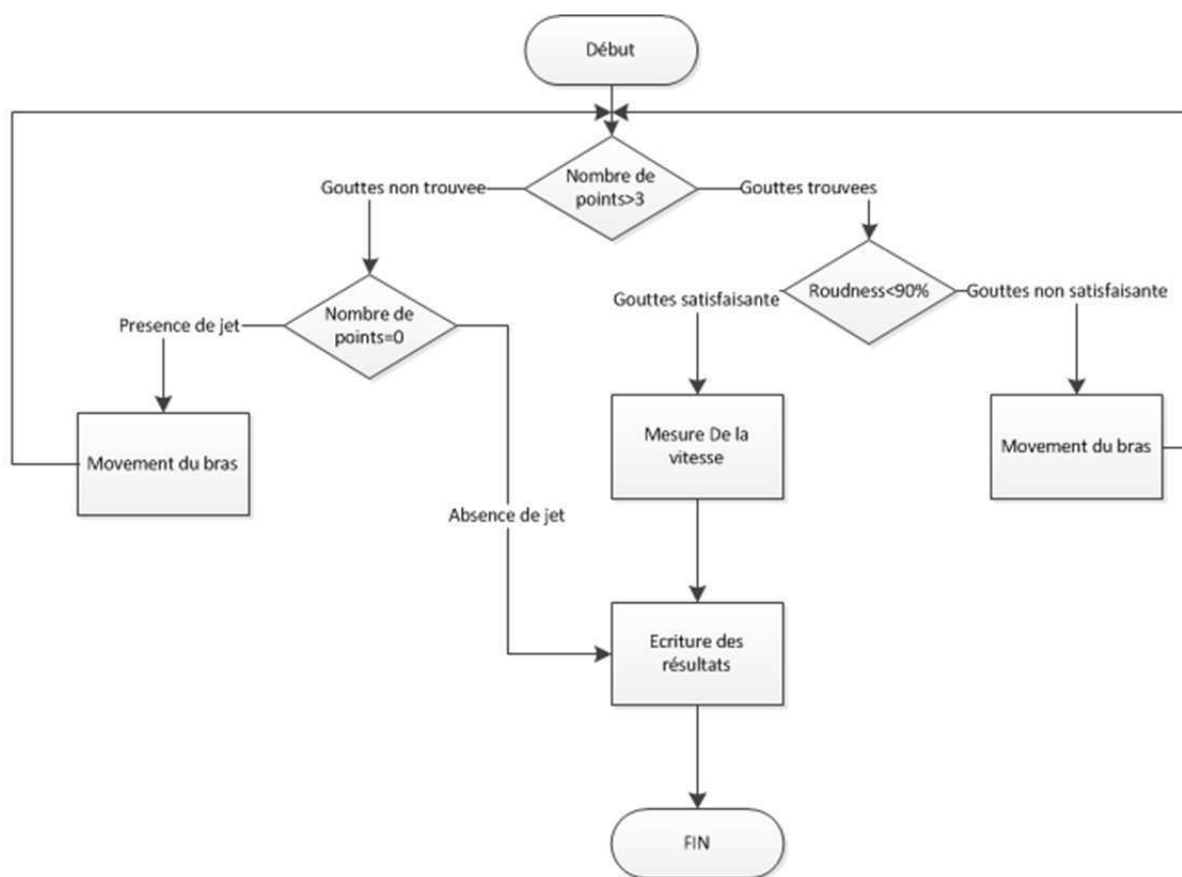 Début
Nombre de
points>3
Gouttes non trouvee
Gouttes trouvees
Roudness<90%
Gouttes satisfaisante
Gouttes non satisfaisante
Nombre de
points=0
Presence de jet
Movement du bras
Mesure De la
vitesse
Movement du bras
Absence de jet
Ecriture des
résultats
FIN